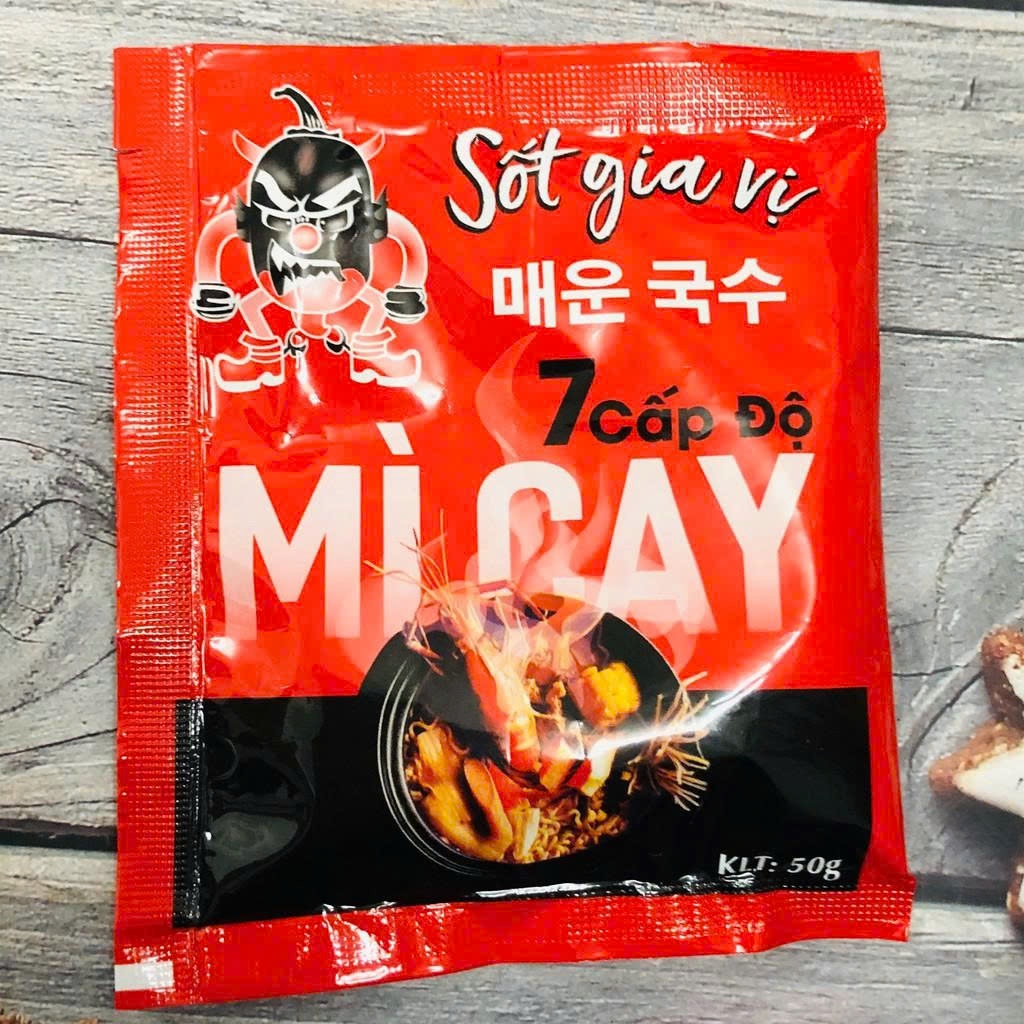 Sốt gia vị
매운 국수
7 cấp Độ
MÌ CAY
KLT: 50g